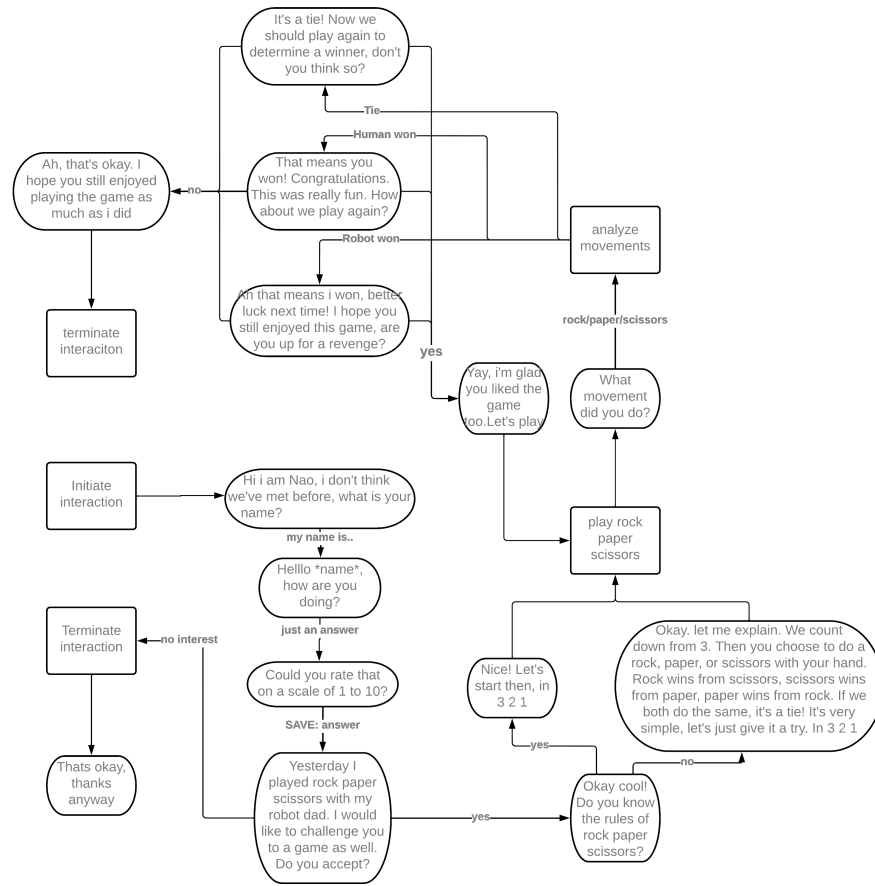 It's a tie! Now we
should play again to
determine a winner, don't
you think so?
Tie
Human won
Ah, that's okay. I
hope you still enjoyed
playing the game as
much as i did
no
That means you
won! Congratulations.
This was really fun. How
about we play again?
analyze
movements
Robot won
Ah that means i won, better
luck next time! I hope you
still enjoyed this game, are
you up for a revenge?
terminate
interaciton
rock/paper/scissors
yes
Yay, i'm glad
you liked the
game
too.Let's play
What
movement
did you do?
Initiate
interaction
Hi i am Nao, i don't think
we've met before, what is your
name?
play rock
paper
scissors
my name is..
Helllo *name*,
how are you
doing?
just an answer
Terminate
interaction
no interest
Could you rate that
on a scale of 1 to 10?
Nice! Let's
start then, in
3 2 1
Okay. let me explain. We count
down from 3. Then you choose to do a
rock, paper, or scissors with your hand.
Rock wins from scissors, scissors wins
from paper, paper wins from rock. If we
both do the same, it's a tie! It's very
simple, let's just give it a try. In 3 2 1
SAVE: answer
yes
no
Thats okay,
thanks
anyway
Yesterday I
played rock paper
scissors with my
robot dad. I would
like to challenge you
to a game as well.
Do you accept?
yes
Okay cool!
Do you know
the rules of
rock paper
scissors?